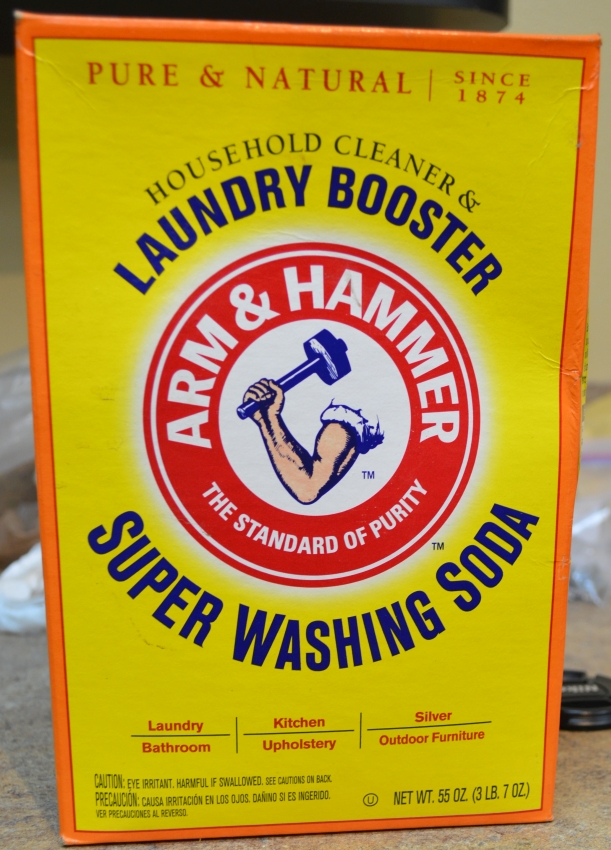 PURE & NATURAL | SINCE 1874
HOUSEHOLD CLEANER &
LAUNDRY BOOSTER
ARM & HAMMER
TM
THE STANDARD OF PURITY
TM
SUPER WASHING SODA
Laundry
Bathroom
Kitchen
Upholstery
Silver
Outdoor Furniture
CAUTION: EYE IRRITANT. HARMFUL IF SWALLOWED. SEE CAUTIONS ON BACK.
PRECAUCIÓN: CAUSA IRRITACIÓN EN LOS OJOS. DAÑINO SI ES INGERIDO.
VER PRECAUCIONES AL REVERSO.
U NET WT. 55 OZ. (3 LB. 7 OZ.)